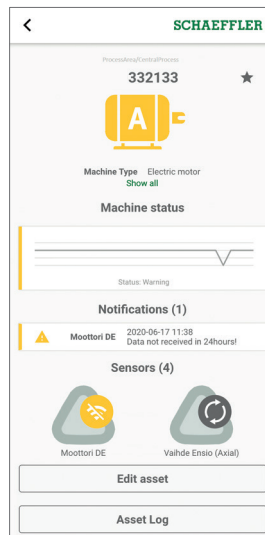 SCHAEFFLER
ProcessArea/CentralProcess
332133
A
Machine Type Electric motor
Show all
Machine status
Status: Warning
Notifications (1)
Moottori DE 2020-06-17 11:38
Data not received in 24hours!
Sensors (4)
Moottori DE Vaihde Ensio (Axial)
Edit asset
Asset Log